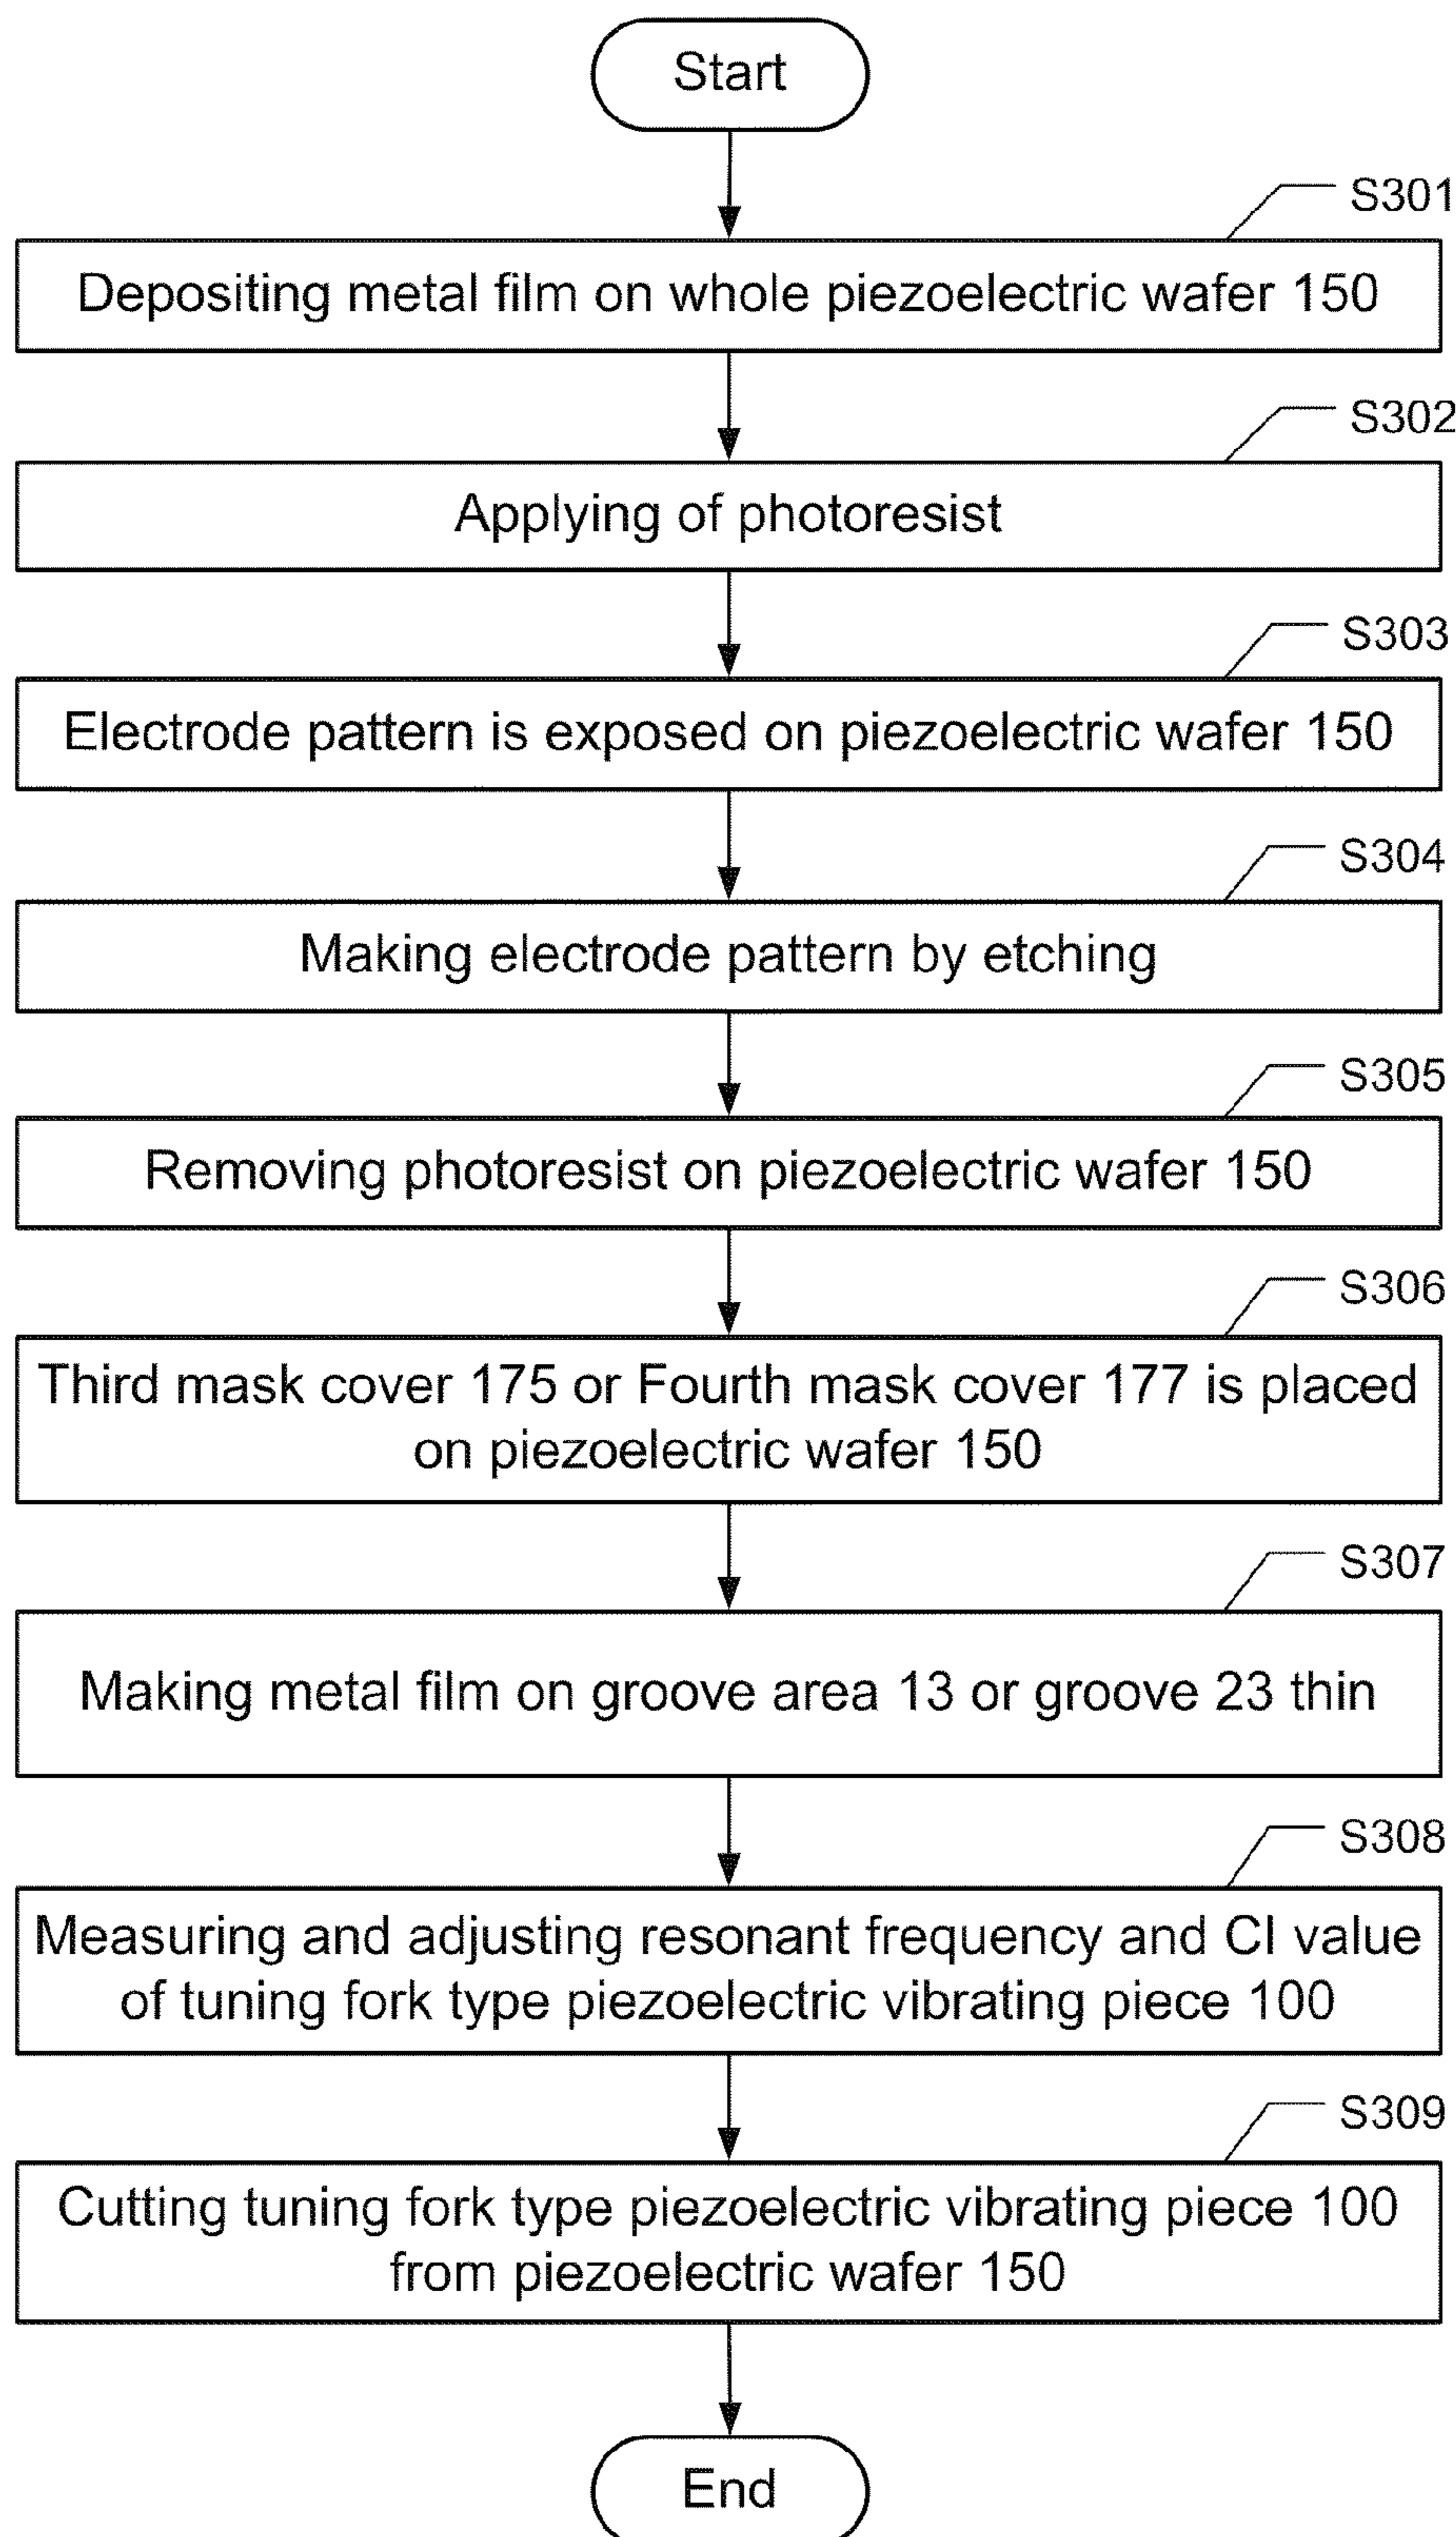 Start
S301
Depositing metal film on whole piezoelectric wafer 150
S302
Applying of photoresist
S303
Electrode pattern is exposed on piezoelectric wafer 150
S304
Making electrode pattern by etching
S305
Removing photoresist on piezoelectric wafer 150
S306
Third mask cover 175 or Fourth mask cover 177 is placed
on piezoelectric wafer 150
S307
Making metal film on groove area 13 or groove 23 thin
S308
Measuring and adjusting resonant frequency and CI value
of tuning fork type piezoelectric vibrating piece 100
S309
Cutting tuning fork type piezoelectric vibrating piece 100
from piezoelectric wafer 150
End